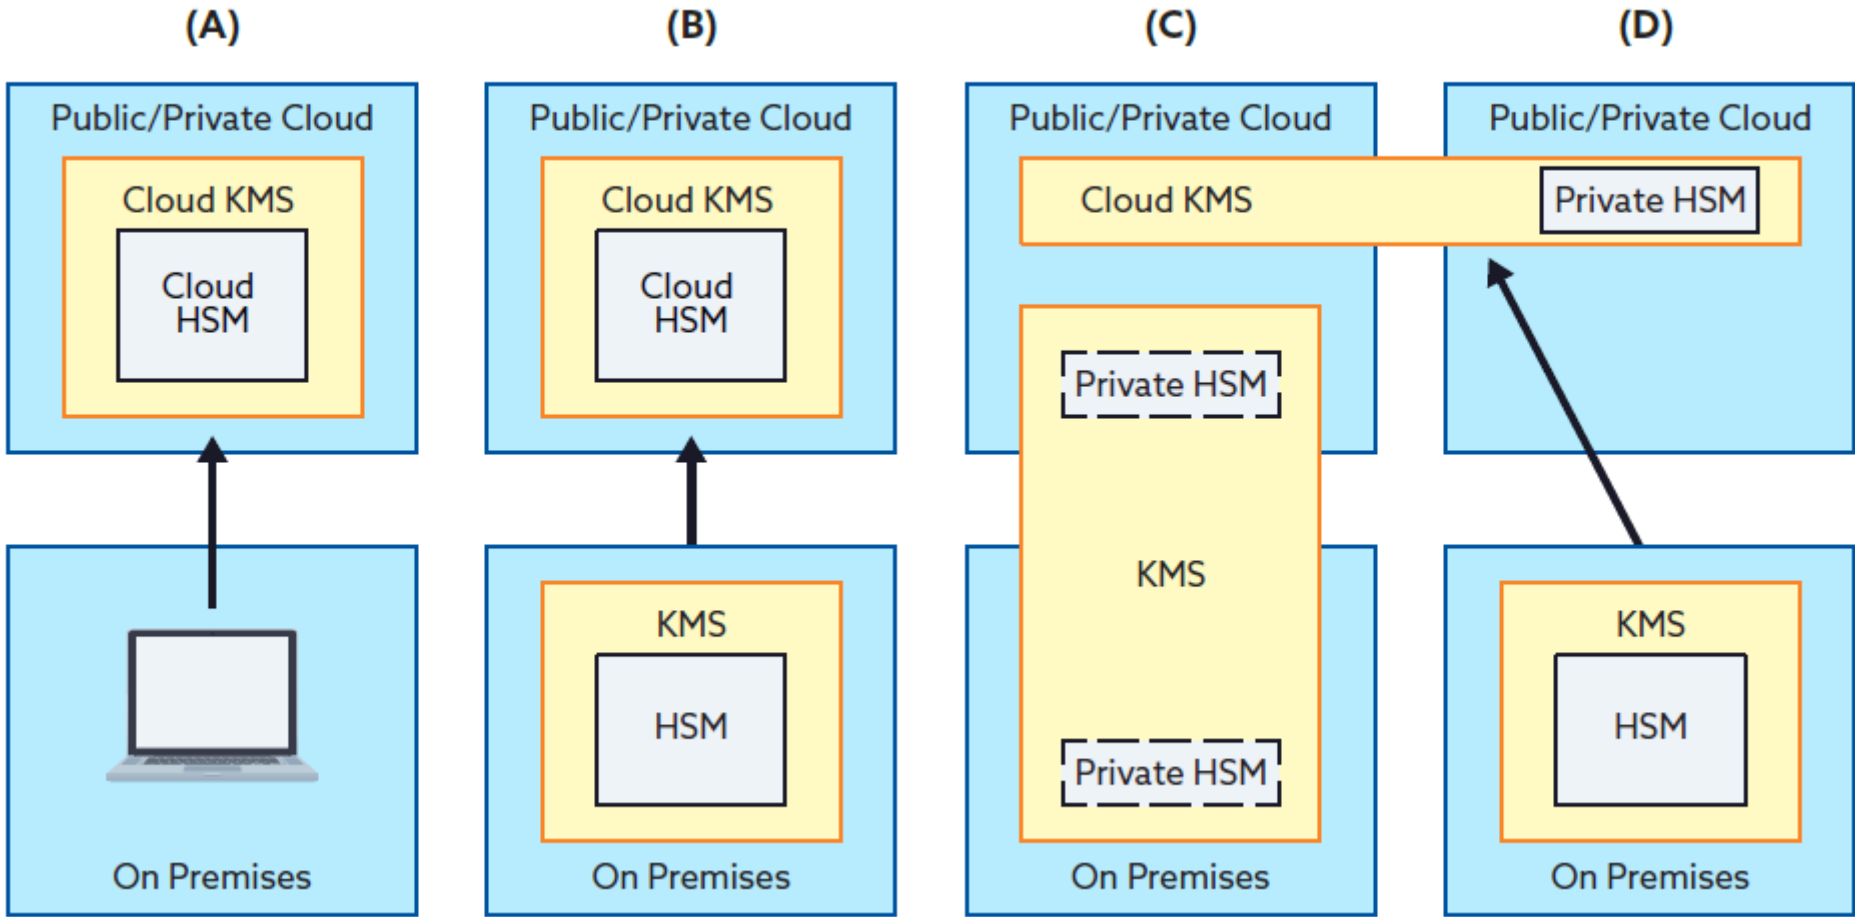 (A)
(B)
(C)
(D)
Public/Private Cloud
Cloud KMS
Cloud
HSM
On Premises
Public/Private Cloud
Cloud KMS
Cloud
HSM
KMS
HSM
On Premises
Public/Private Cloud
Cloud KMS
Private HSM
KMS
Private HSM
On Premises
Public/Private Cloud
Private HSM
KMS
HSM
On Premises